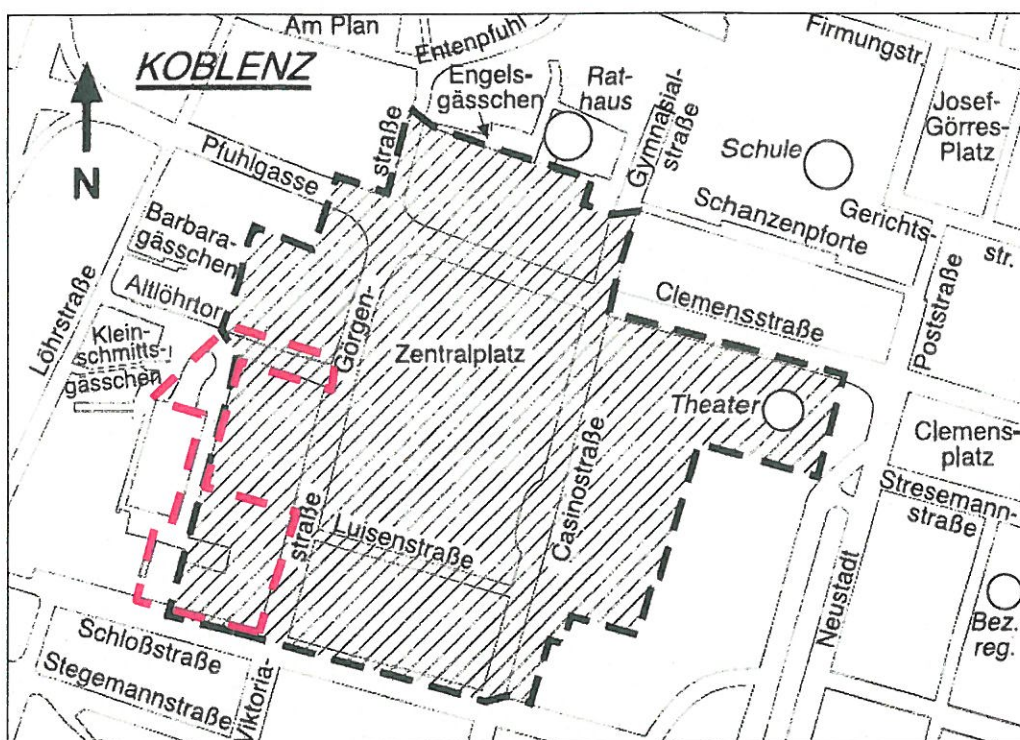 Am Plan
Entenpfuhl
Firmungstr.
KOBLENZ
Engels-
gässchen
Rat-
haus
Josef-
Görres-
Platz
N
Pfuhlgasse
straße
Gymnasial-
straße
Schule
Schanzenpforte
Gerichts-
str.
Barbara-
gässchen
Altlöhrtor
Löhrstraße
Klein-
schmitts-
gässchen
Görgen-
Zentralplatz
Clemensstraße
Poststraße
Theater
Clemens-
platz
Casinostraße
Stresemann-
straße
straße
Luisenstraße
Neustadt
Bez.
reg.
Schloßstraße
Stegemannstraße
Viktoria-